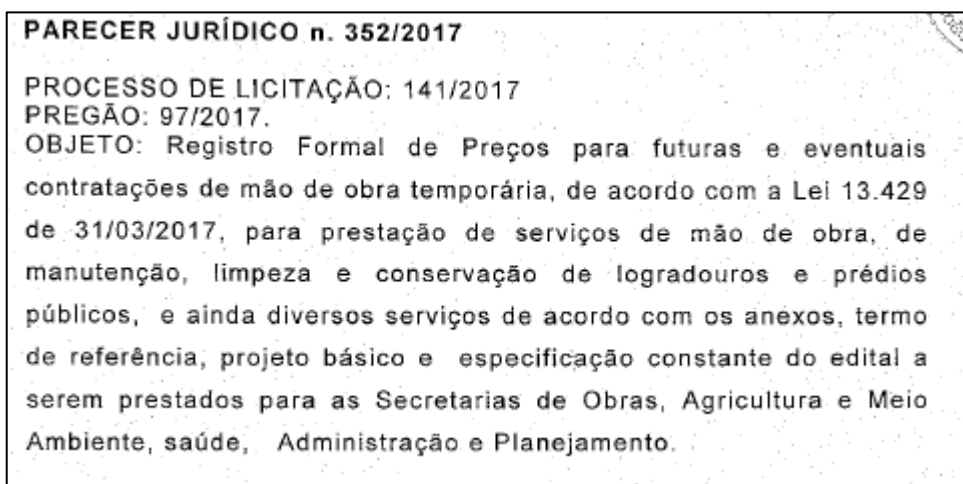 PARECER JURÍDICO n. 352/2017
PROCESSO DE LICITAÇÃO: 141/2017
PREGÃO: 97/2017.
OBJETO: Registro Formal de Preços para futuras e eventuais
contratações de mão de obra temporária, de acordo com a Lei 13.429
de 31/03/2017, para prestação de serviços de mão de obra, de
manutenção, limpeza e conservação de logradouros e prédios
públicos, e ainda diversos serviços de acordo com os anexos, termo
de referência, projeto básico e especificação constante do edital a
serem prestados para as Secretarias de Obras, Agricultura e Meio
Ambiente, saúde, Administração e Planejamento.